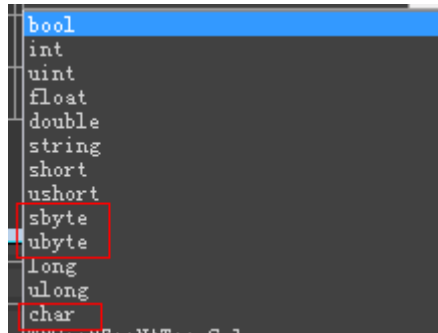 bool
int
uint
float
double
string
short
ushort
sbyte
ubyte
long
ulong
char